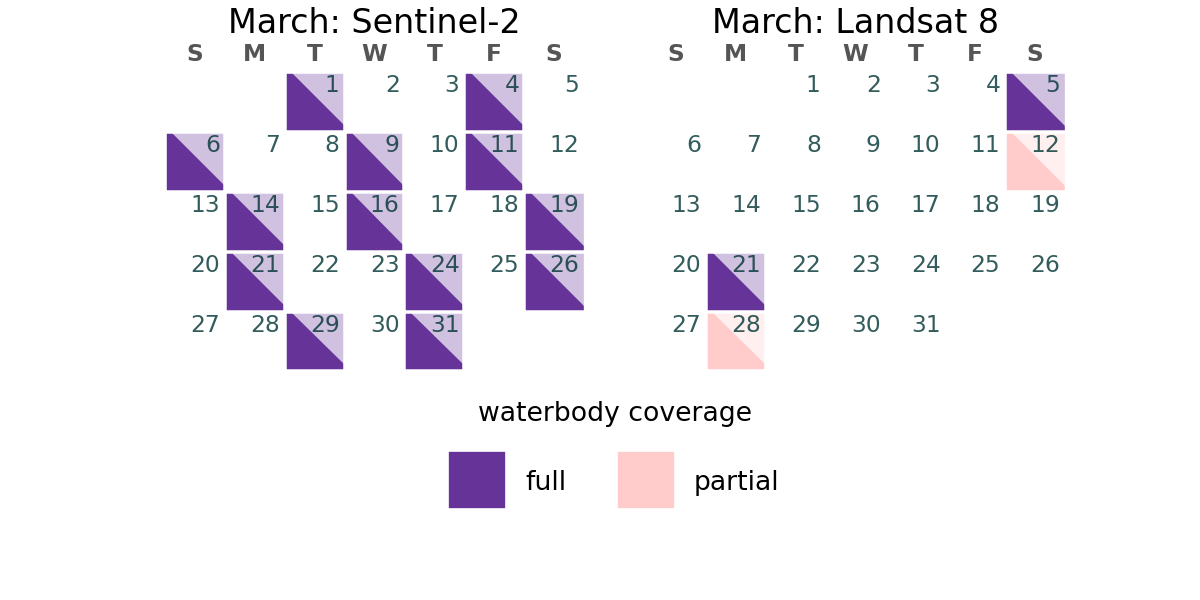 March: Sentinel-2
S M T W T F S
1 2 3 4 5
6 7 8 9 10 11 12
13 14 15 16 17 18 19
20 21 22 23 24 25 26
27 28 29 30 31
March: Landsat 8
S M T W T F S
1 2 3 4 5
6 7 8 9 10 11 12
13 14 15 16 17 18 19
20 21 22 23 24 25 26
27 28 29 30 31
waterbody coverage
full
partial